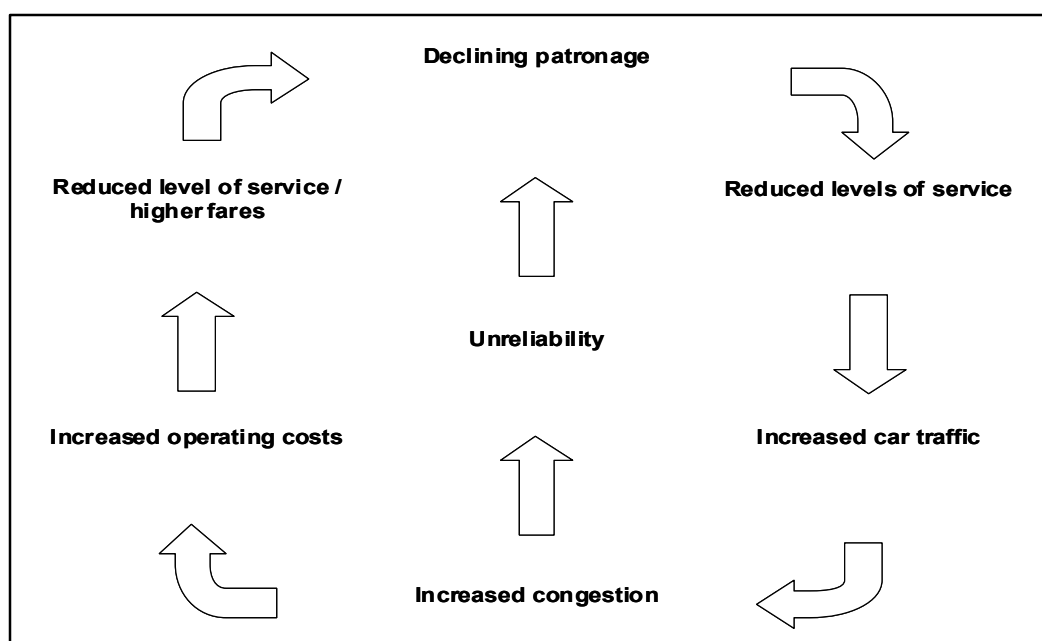 Declining patronage
Reduced level of service /
higher fares
Reduced levels of service
Unreliability
Increased operating costs
Increased car traffic
Increased congestion